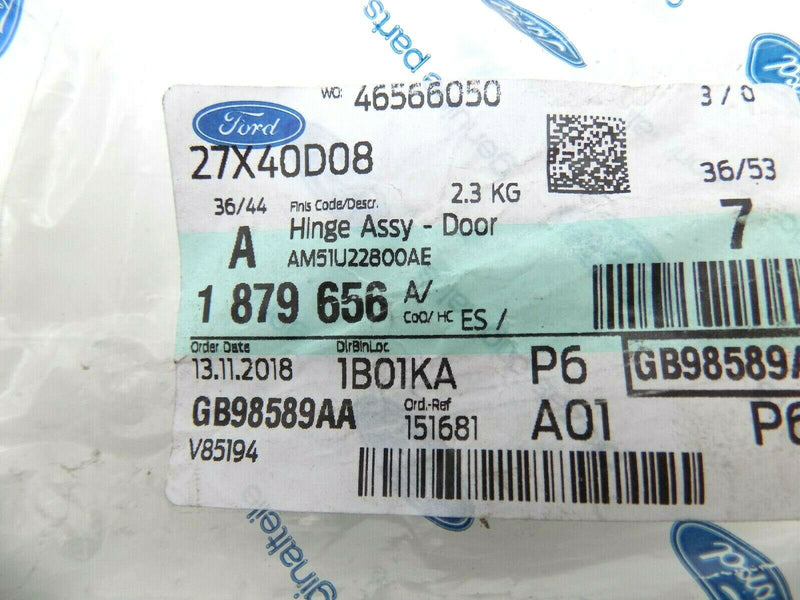 parts
WO: 46566050
3 / 0
Ford
27X40D08
36/53
36/44 Finis Code/Descr. 2.3 KG
7
A Hinge Assy - Door
AM51U22800AE
1 879 656 A/
CoO/ HC ES /
Order Date DlrBinLoc
13.11.2018 1B01KA P6 GB98589A
GB98589AA Ord.-Ref A01 P6
V85194 151681
Ford